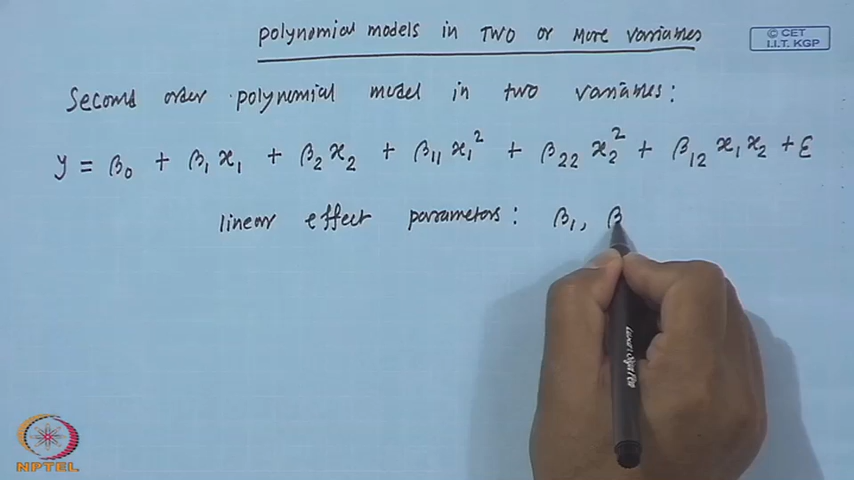 polynomial models in Two or More variables
© CET
I.I.T. KGP
Second order polynomial model in two variables:
y = β₀ + β₁ x₁ + β₂ x₂ + β₁₁ x₁² + β₂₂ x₂² + β₁₂ x₁ x₂ + ε
linear effect parameters: β₁, β
NPTEL